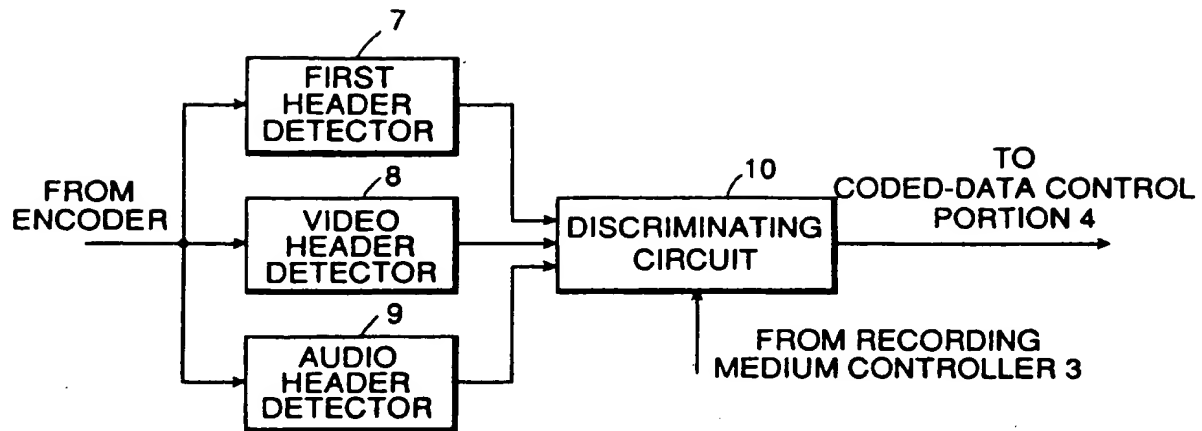 7
FIRST
HEADER
DETECTOR
FROM
ENCODER
8
VIDEO
HEADER
DETECTOR
9
AUDIO
HEADER
DETECTOR
10
DISCRIMINATING
CIRCUIT
TO
CODED-DATA CONTROL
PORTION 4
FROM RECORDING
MEDIUM CONTROLLER 3